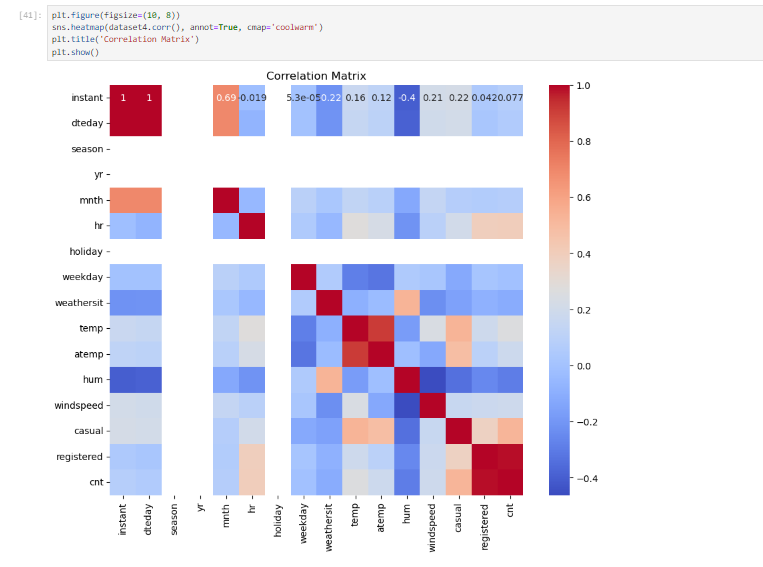 [41]: plt.figure(figsize=(10, 8))
sns.heatmap(dataset4.corr(), annot=True, cmap='coolwarm')
plt.title('Correlation Matrix')
plt.show()
Correlation Matrix
instant 1 1 0.69 -0.019 5.3e-05 -0.22 0.16 0.12 -0.4 0.21 0.22 0.042 0.077
dteday
season
yr
mnth
hr
holiday
weekday
weathersit
temp
atemp
hum
windspeed
casual
registered
cnt
instant dteday season yr mnth hr holiday weekday weathersit temp atemp hum windspeed casual registered cnt
1.0
0.8
0.6
0.4
0.2
0.0
−0.2
−0.4